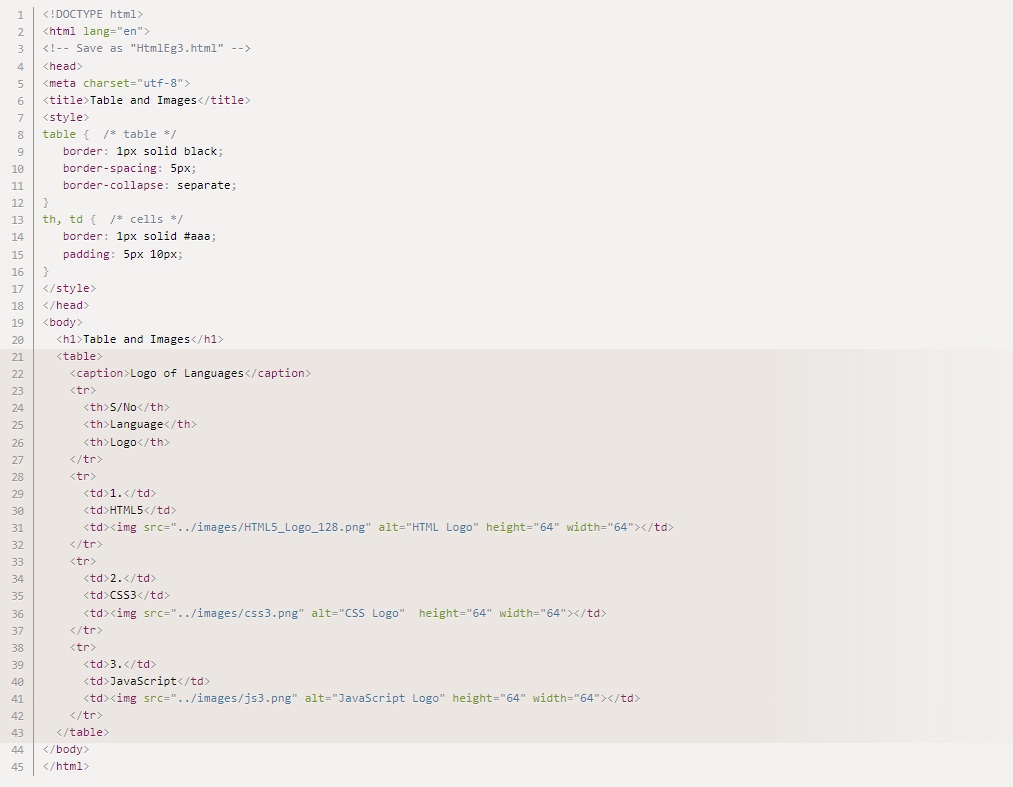 1 <!DOCTYPE html>
2 <html lang="en">
3 <!-- Save as "HtmlEg3.html" -->
4 <head>
5 <meta charset="utf-8">
6 <title>Table and Images</title>
7 <style>
8 table {  /* table */
9    border: 1px solid black;
10    border-spacing: 5px;
11    border-collapse: separate;
12 }
13 th, td {  /* cells */
14    border: 1px solid #aaa;
15    padding: 5px 10px;
16 }
17 </style>
18 </head>
19 <body>
20   <h1>Table and Images</h1>
21   <table>
22     <caption>Logo of Languages</caption>
23     <tr>
24       <th>S/No</th>
25       <th>Language</th>
26       <th>Logo</th>
27     </tr>
28     <tr>
29       <td>1.</td>
30       <td>HTML5</td>
31       <td><img src="../images/HTML5_Logo_128.png" alt="HTML Logo" height="64" width="64"></td>
32     </tr>
33     <tr>
34       <td>2.</td>
35       <td>CSS3</td>
36       <td><img src="../images/css3.png" alt="CSS Logo"  height="64" width="64"></td>
37     </tr>
38     <tr>
39       <td>3.</td>
40       <td>JavaScript</td>
41       <td><img src="../images/js3.png" alt="JavaScript Logo" height="64" width="64"></td>
42     </tr>
43   </table>
44 </body>
45 </html>